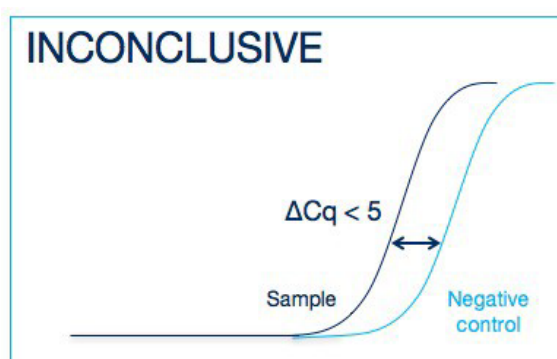 INCONCLUSIVE
ΔCq < 5
Sample
Negative
control